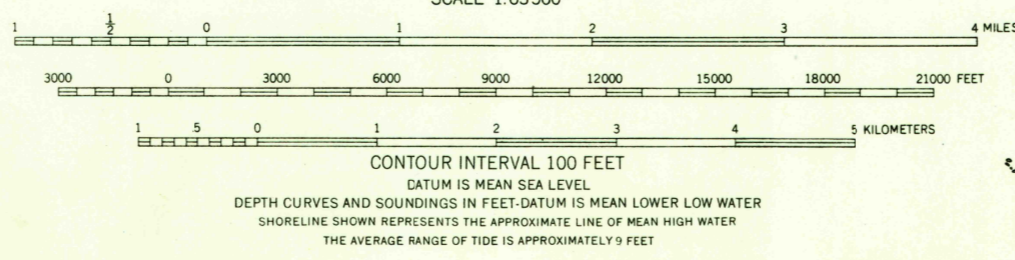 1 1/2 0 1 2 3 4 MILES
3000 0 3000 6000 9000 12000 15000 18000 21000 FEET
1 .5 0 1 2 3 4 5 KILOMETERS
CONTOUR INTERVAL 100 FEET
DATUM IS MEAN SEA LEVEL
DEPTH CURVES AND SOUNDINGS IN FEET-DATUM IS MEAN LOWER LOW WATER
SHORELINE SHOWN REPRESENTS THE APPROXIMATE LINE OF MEAN HIGH WATER
THE AVERAGE RANGE OF TIDE IS APPROXIMATELY 9 FEET